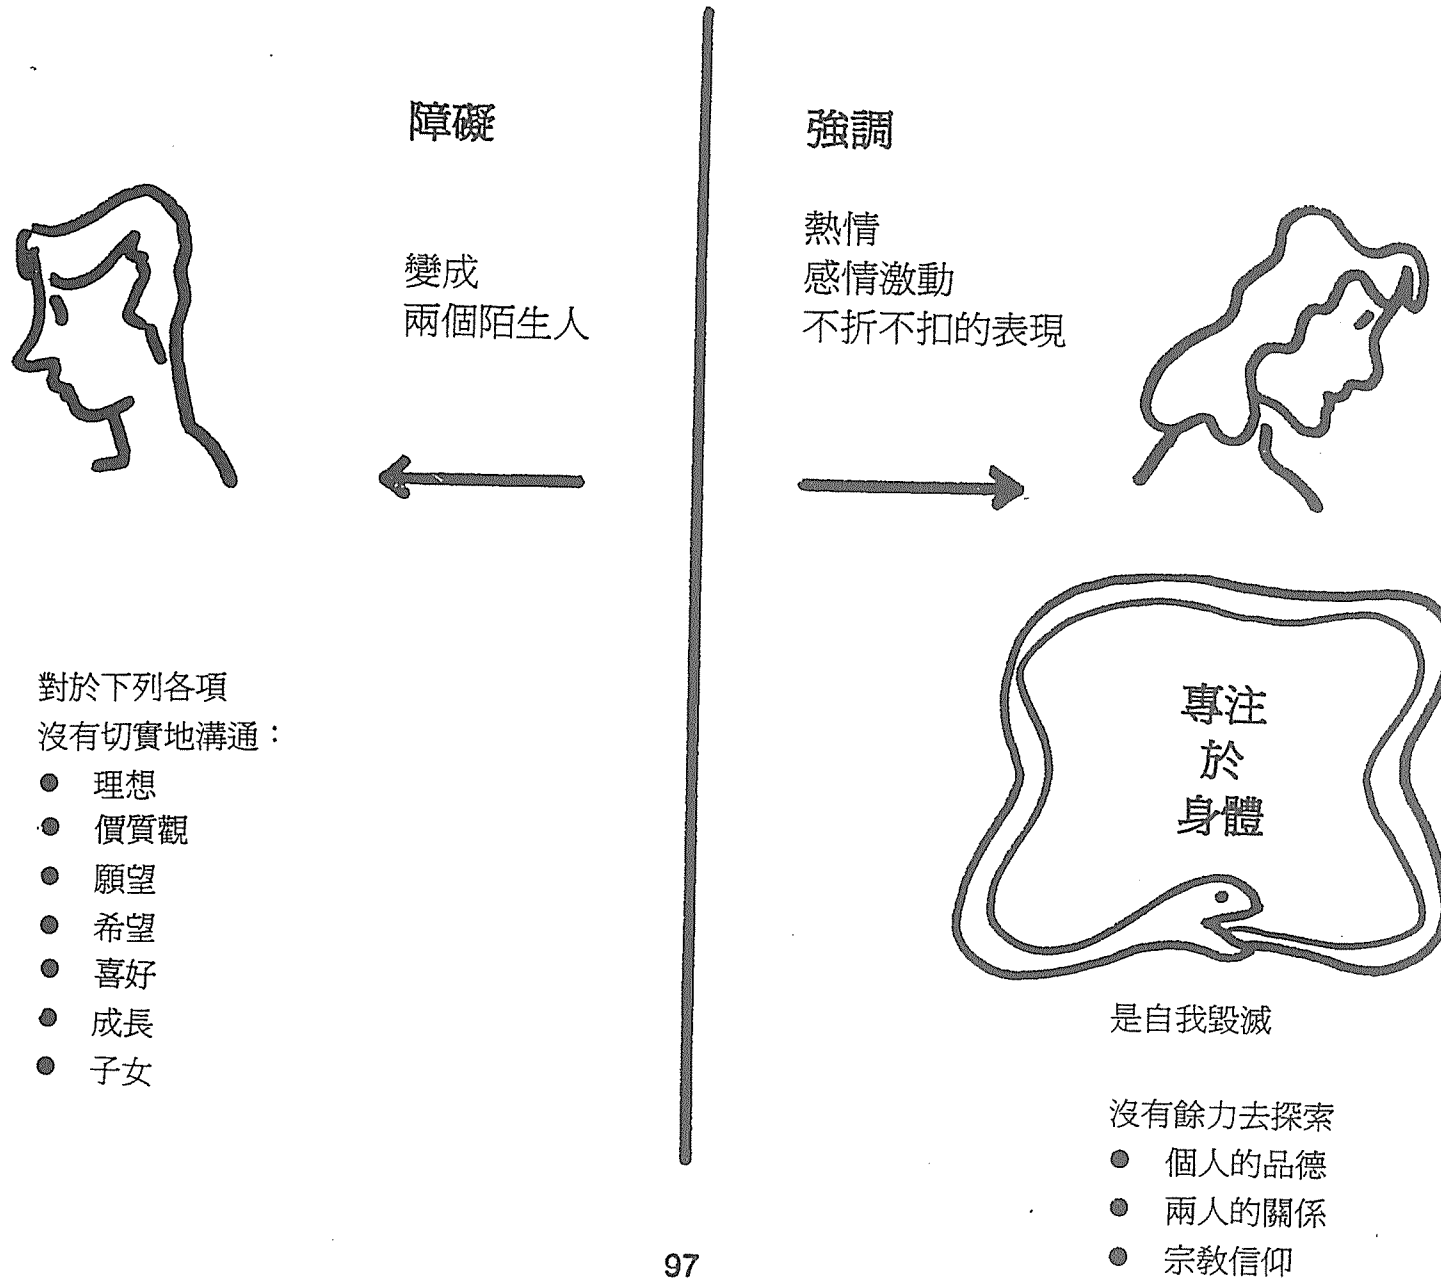 障礙
變成
兩個陌生人
對於下列各項
沒有切實地溝通：
● 理想
● 價質觀
● 願望
● 希望
● 喜好
● 成長
● 子女
強調
熱情
感情激動
不折不扣的表現
專注
於
身體
是自我毀滅
沒有餘力去探索
● 個人的品德
● 兩人的關係
● 宗教信仰
97